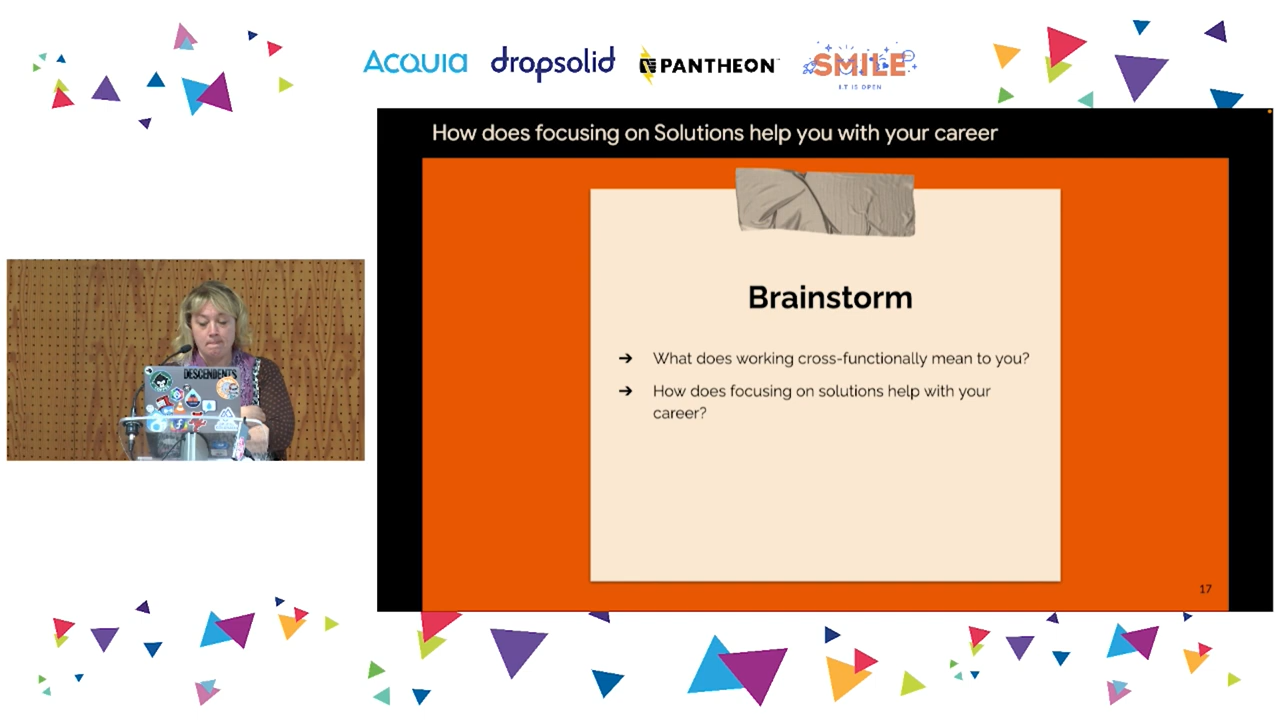 ACQUIA dropsolid PANTHEON SMILE
I.T IS OPEN
How does focusing on Solutions help you with your career
Brainstorm
➔ What does working cross-functionally mean to you?
➔ How does focusing on solutions help with your
career?
DESCENDENTS
17